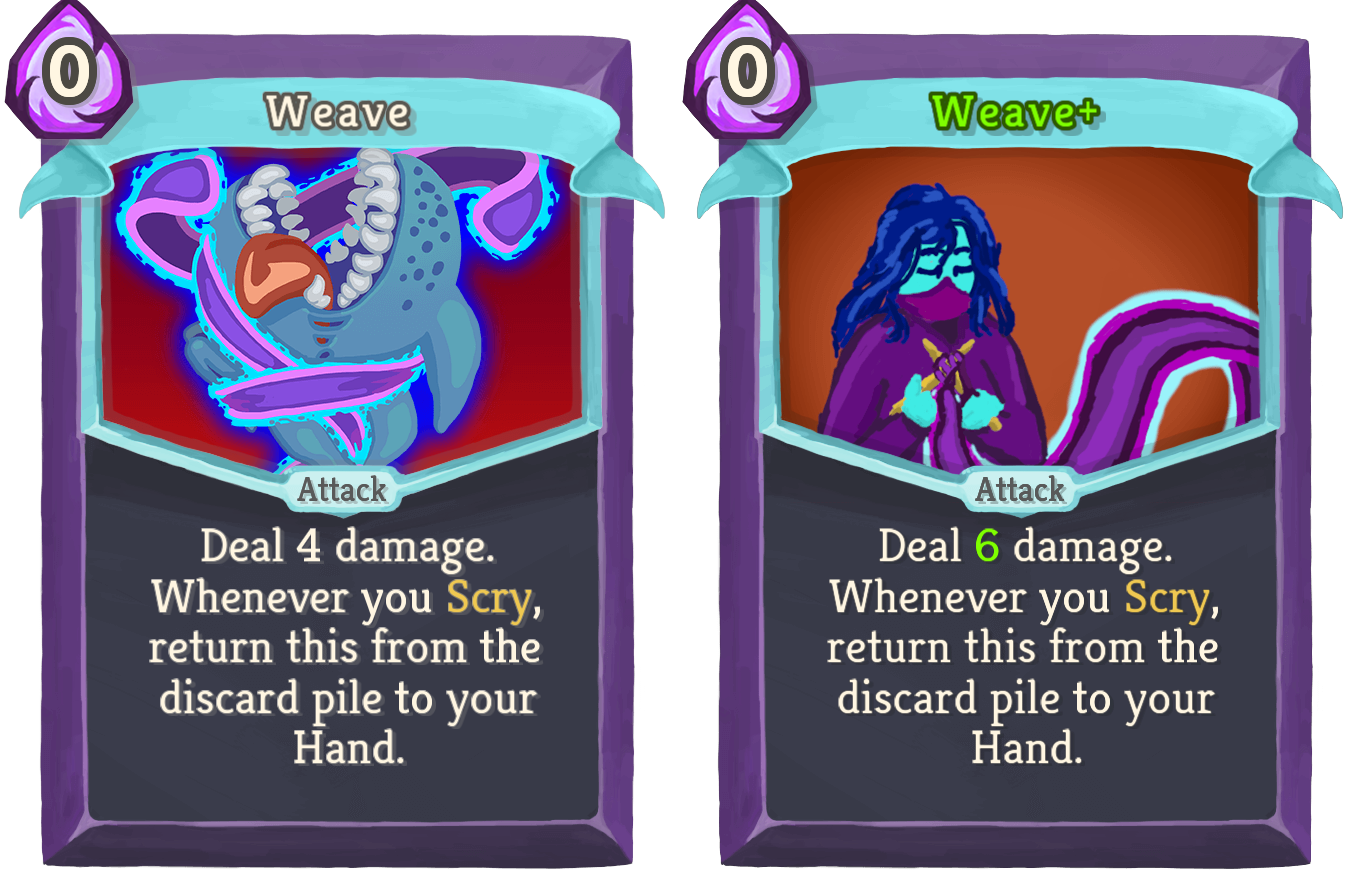 0
Weave
Attack
Deal 4 damage.
Whenever you Scry,
return this from the
discard pile to your
Hand.
0
Weave+
Attack
Deal 6 damage.
Whenever you Scry,
return this from the
discard pile to your
Hand.